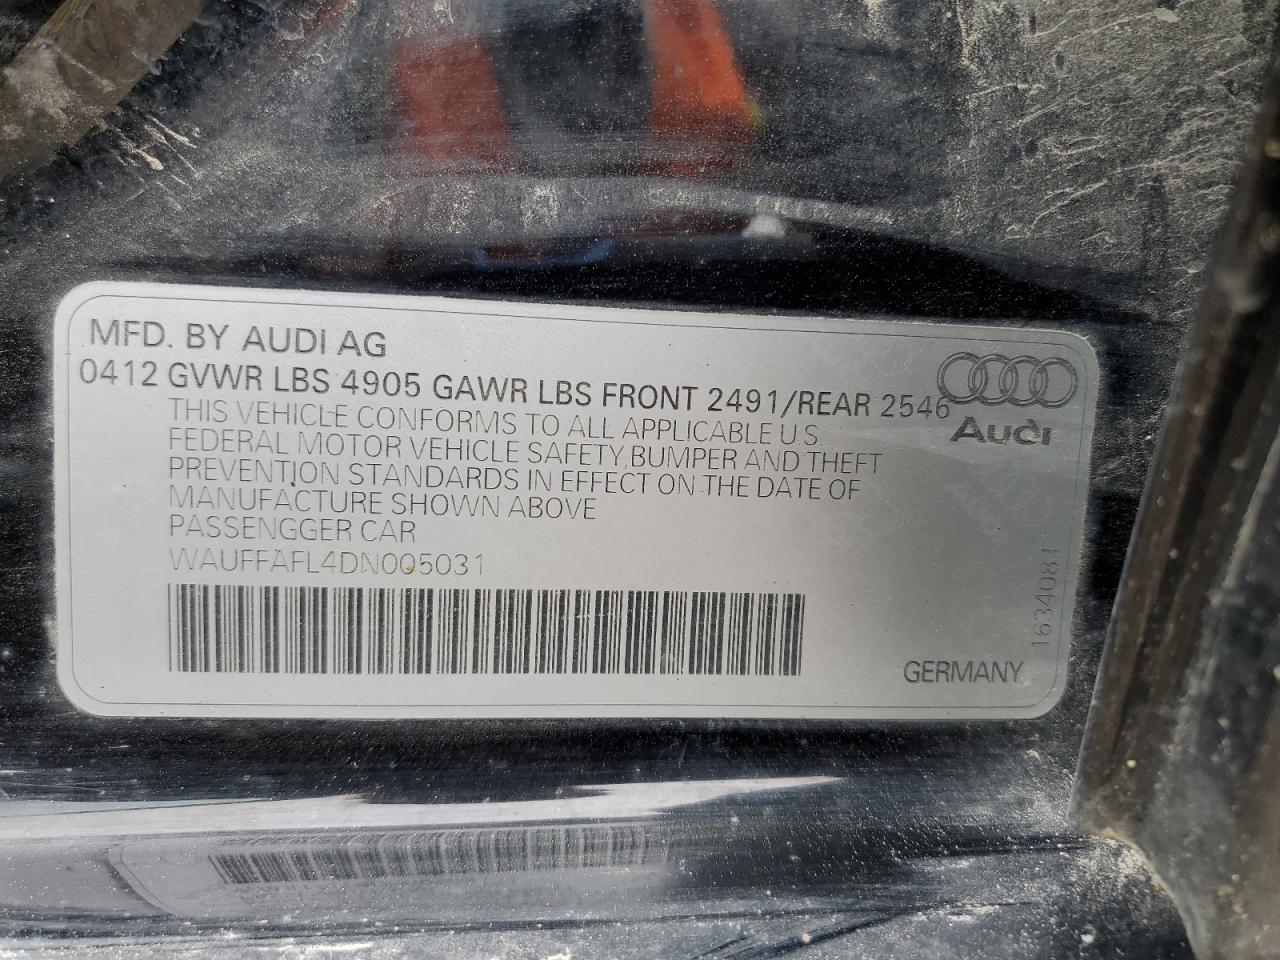 MFD. BY AUDI AG
0412 GVWR LBS 4905 GAWR LBS FRONT 2491/REAR 2546
Audi
THIS VEHICLE CONFORMS TO ALL APPLICABLE U S
FEDERAL MOTOR VEHICLE SAFETY,BUMPER AND THEFT
PREVENTION STANDARDS IN EFFECT ON THE DATE OF
MANUFACTURE SHOWN ABOVE
PASSENGGER CAR
WAUFFAFL4DN005031
GERMANY
1634081